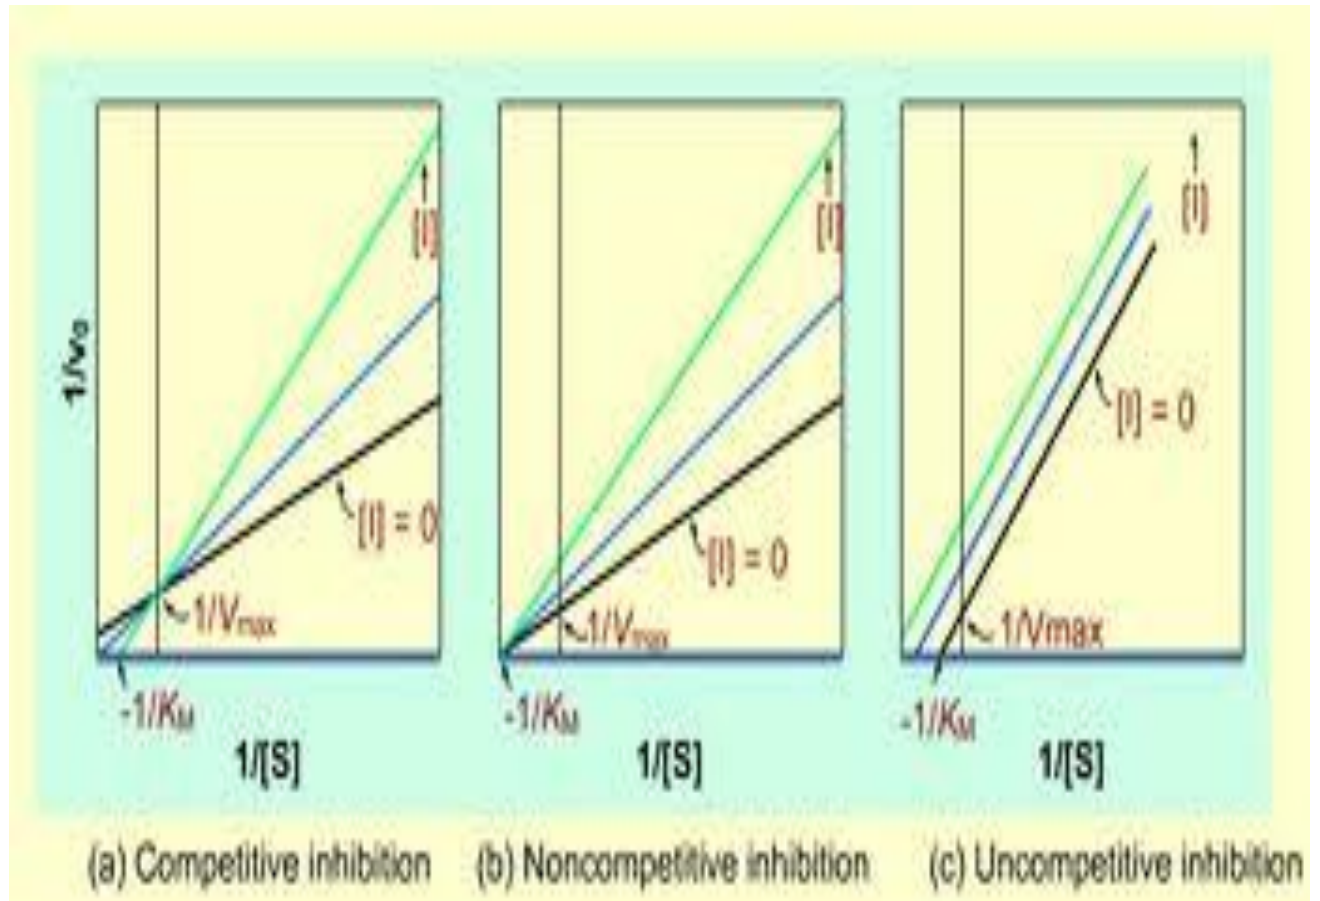 1/v₀
[I]
[I] = 0
1/Vmax
-1/KM
1/[S]
(a) Competitive inhibition
[I]
[I] = 0
1/Vmax
-1/KM
1/[S]
(b) Noncompetitive inhibition
[I]
[I] = 0
1/Vmax
-1/KM
1/[S]
(c) Uncompetitive inhibition